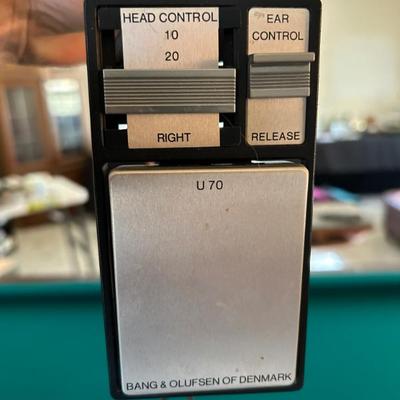 HEAD CONTROL
10
20
RIGHT
EAR
CONTROL
RELEASE
U 70
BANG & OLUFSEN OF DENMARK